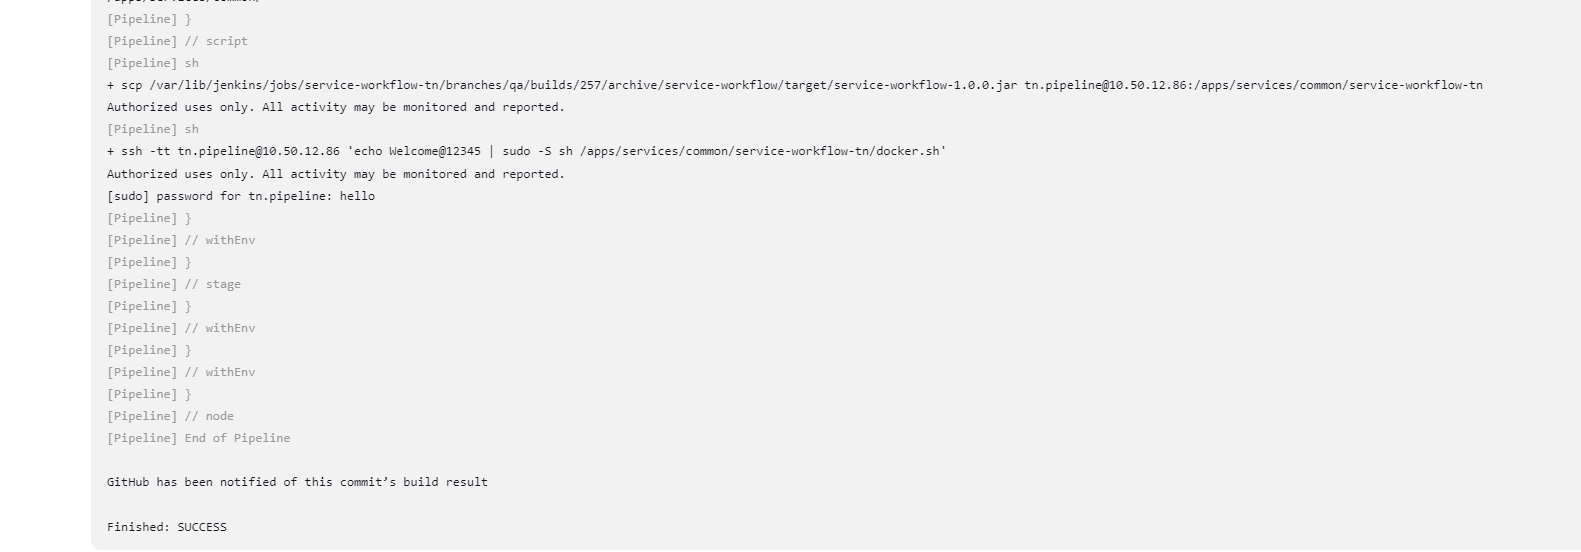 [Pipeline] }
[Pipeline] // script
[Pipeline] sh
+ scp /var/lib/jenkins/jobs/service-workflow-tn/branches/qa/builds/257/archive/service-workflow/target/service-workflow-1.0.0.jar tn.pipeline@10.50.12.86:/apps/services/common/service-workflow-tn
Authorized uses only. All activity may be monitored and reported.
[Pipeline] sh
+ ssh -tt tn.pipeline@10.50.12.86 'echo Welcome@12345 | sudo -S sh /apps/services/common/service-workflow-tn/docker.sh'
Authorized uses only. All activity may be monitored and reported.
[sudo] password for tn.pipeline: hello
[Pipeline] }
[Pipeline] // withEnv
[Pipeline] }
[Pipeline] // stage
[Pipeline] }
[Pipeline] // withEnv
[Pipeline] }
[Pipeline] // withEnv
[Pipeline] }
[Pipeline] // node
[Pipeline] End of Pipeline
GitHub has been notified of this commit’s build result
Finished: SUCCESS